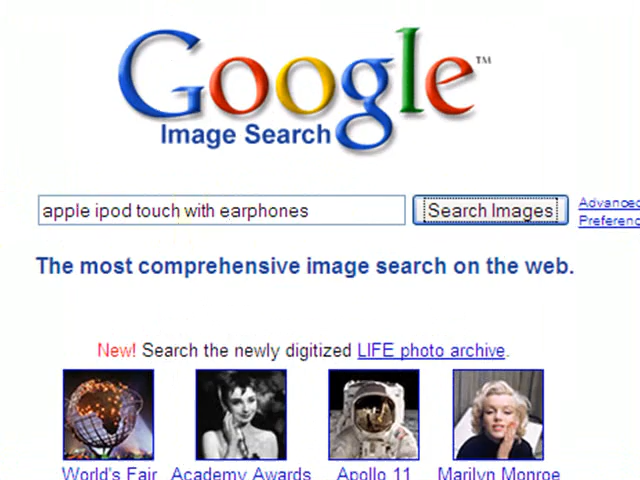 Google™
Image Search
apple ipod touch with earphones
Search Images
Advanced
Preferenc
The most comprehensive image search on the web.
New! Search the newly digitized LIFE photo archive.
World's Fair Academy Awards Apollo 11 Marilyn Monroe